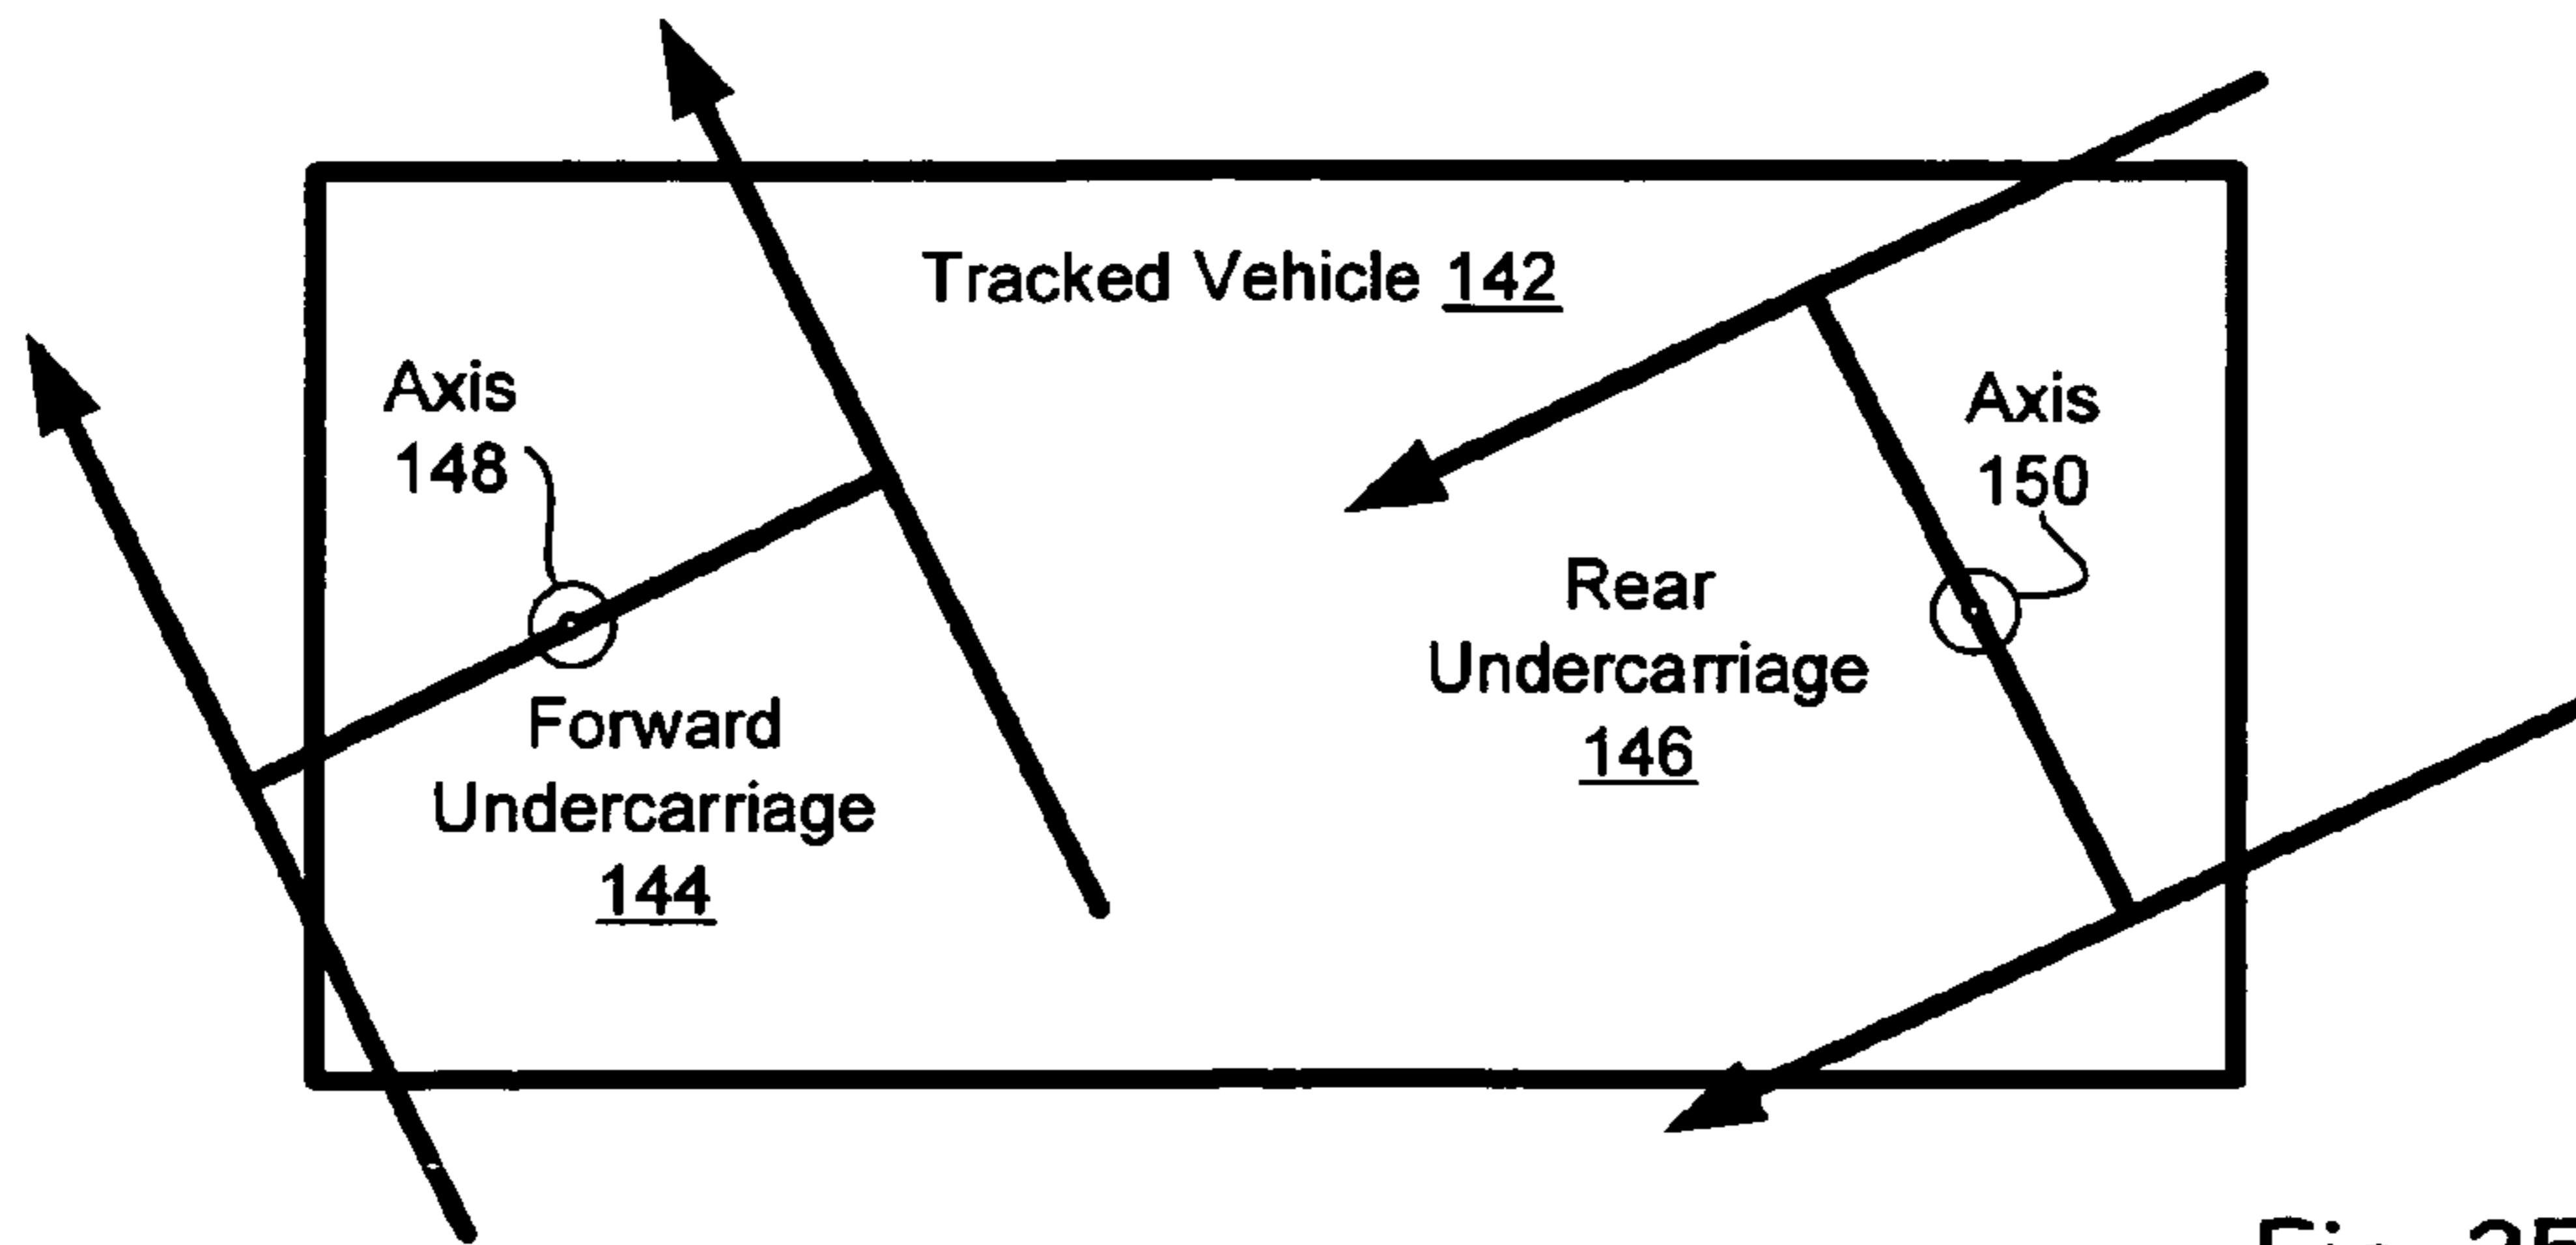 Tracked Vehicle 142
Axis
148
Axis
150
Rear
Undercarriage
146
Forward
Undercarriage
144